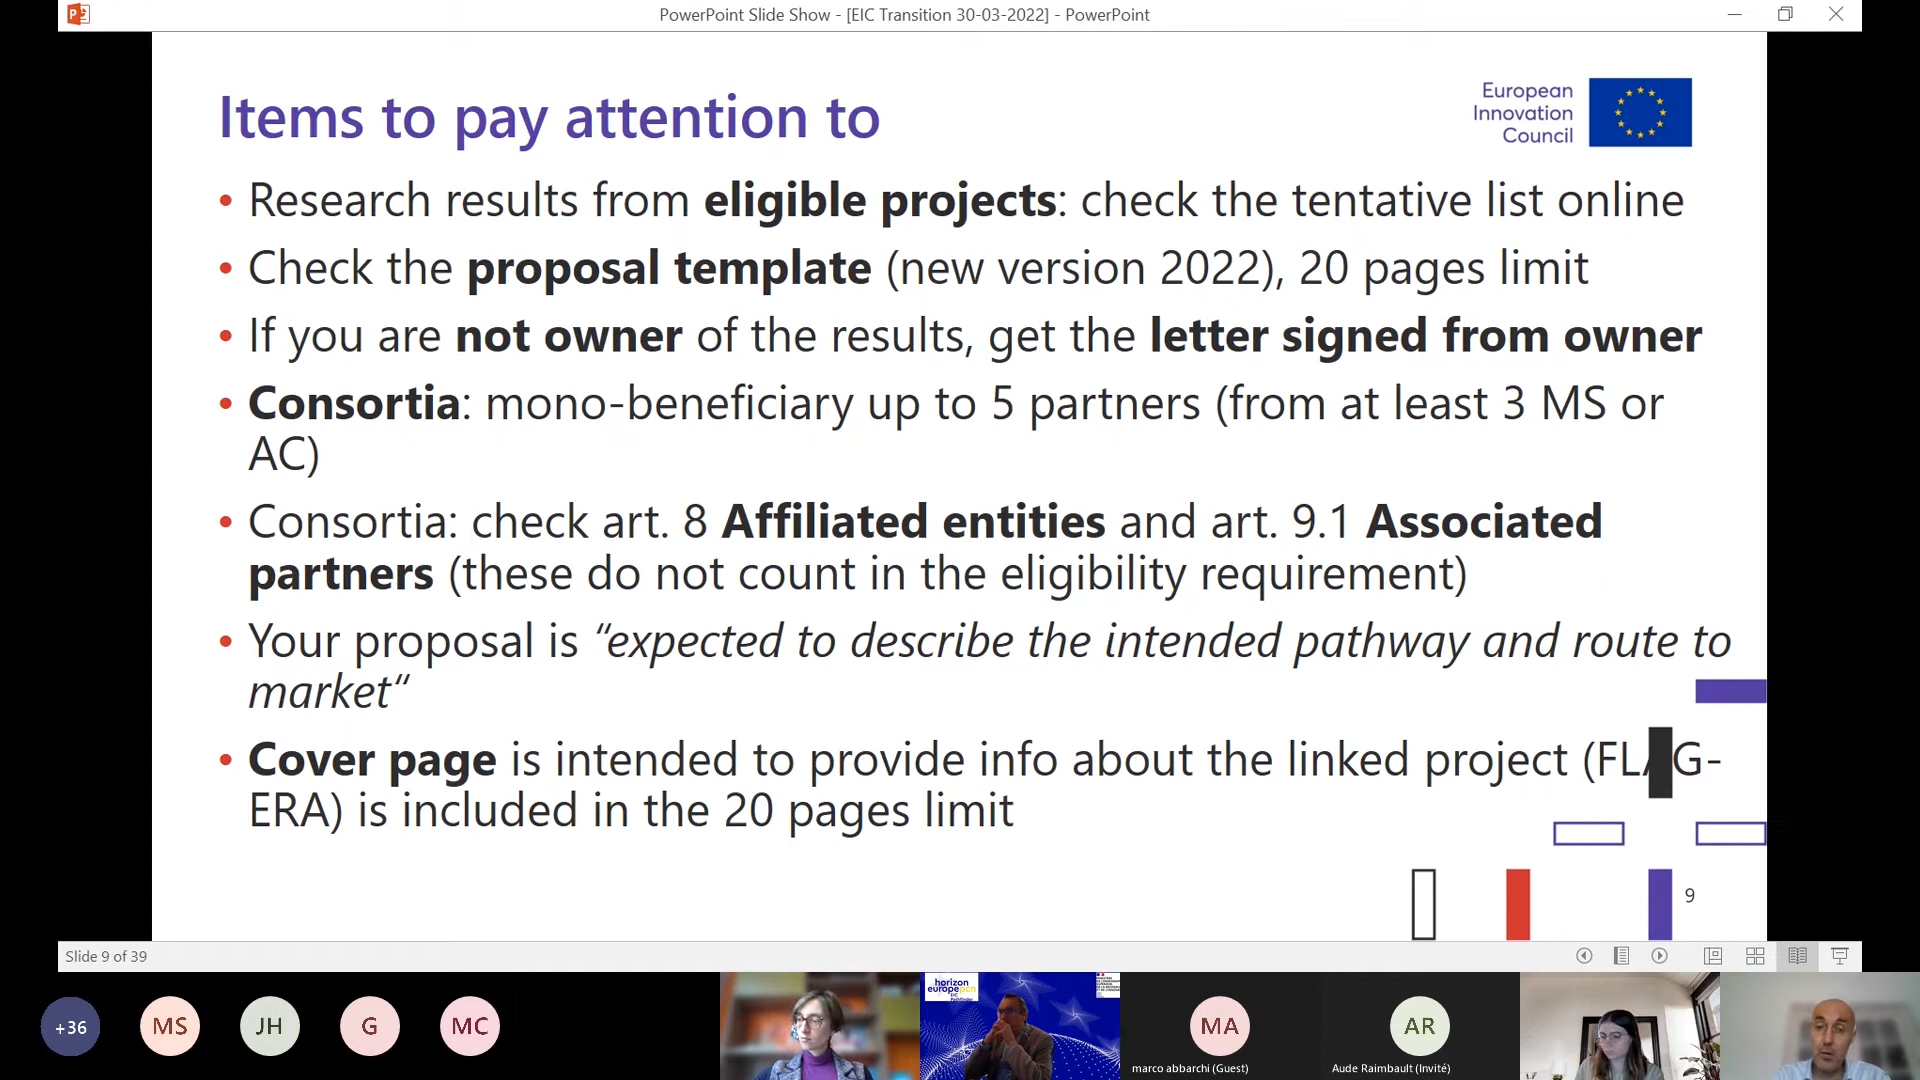 PowerPoint Slide Show - [EIC Transition 30-03-2022] - PowerPoint
Items to pay attention to
European
Innovation
Council
• Research results from eligible projects: check the tentative list online
• Check the proposal template (new version 2022), 20 pages limit
• If you are not owner of the results, get the letter signed from owner
• Consortia: mono-beneficiary up to 5 partners (from at least 3 MS or
AC)
• Consortia: check art. 8 Affiliated entities and art. 9.1 Associated
partners (these do not count in the eligibility requirement)
• Your proposal is “expected to describe the intended pathway and route to
market“
• Cover page is intended to provide info about the linked project (FLAG-
ERA) is included in the 20 pages limit
9
Slide 9 of 39
+36
MS
JH
G
MC
horizon
europe pcn
EIC
Pathfinder
MA
marco abbarchi (Guest)
AR
Aude Raimbault (Invité)